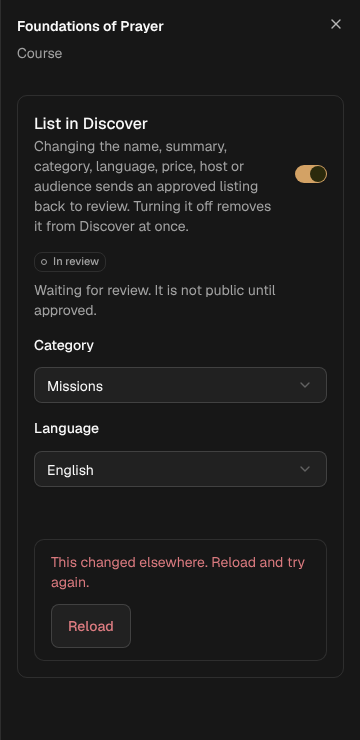 Foundations of Prayer
Course
List in Discover
Changing the name, summary,
category, language, price, host or
audience sends an approved listing
back to review. Turning it off removes
it from Discover at once.
In review
Waiting for review. It is not public until
approved.
Category
Missions
Language
English
This changed elsewhere. Reload and try
again.
Reload